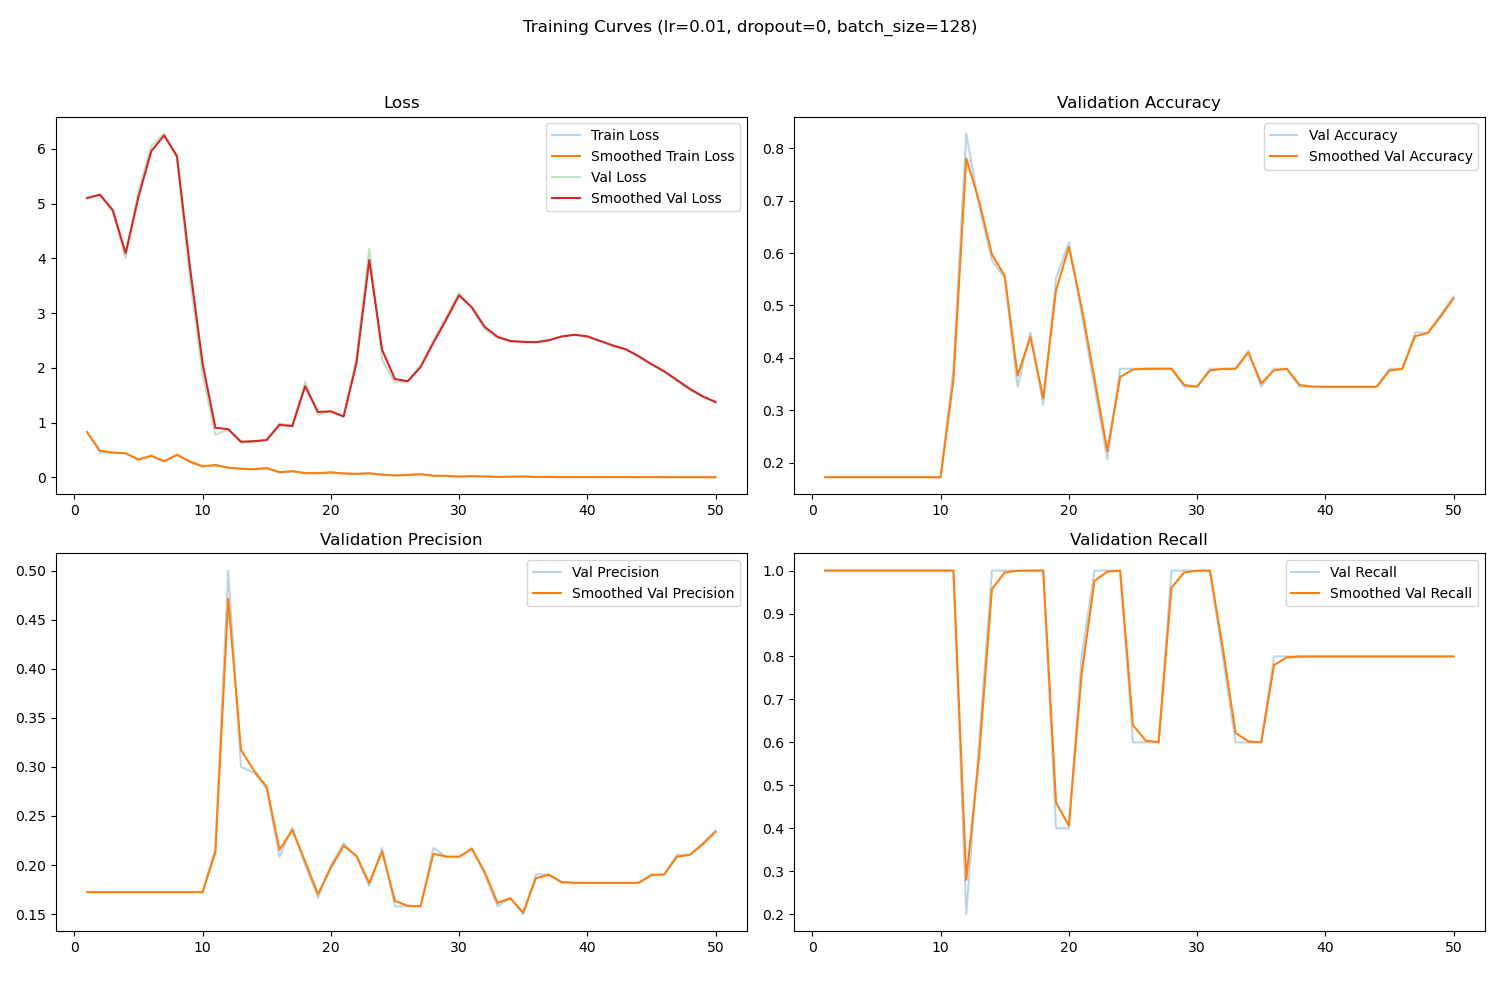 Training Curves (lr=0.01, dropout=0, batch_size=128)
Loss
Train Loss
Smoothed Train Loss
Val Loss
Smoothed Val Loss
6
5
4
3
2
1
0
0 10 20 30 40 50
Validation Accuracy
Val Accuracy
Smoothed Val Accuracy
0.8
0.7
0.6
0.5
0.4
0.3
0.2
0 10 20 30 40 50
Validation Precision
Val Precision
Smoothed Val Precision
0.50
0.45
0.40
0.35
0.30
0.25
0.20
0.15
0 10 20 30 40 50
Validation Recall
Val Recall
Smoothed Val Recall
1.0
0.9
0.8
0.7
0.6
0.5
0.4
0.3
0.2
0 10 20 30 40 50